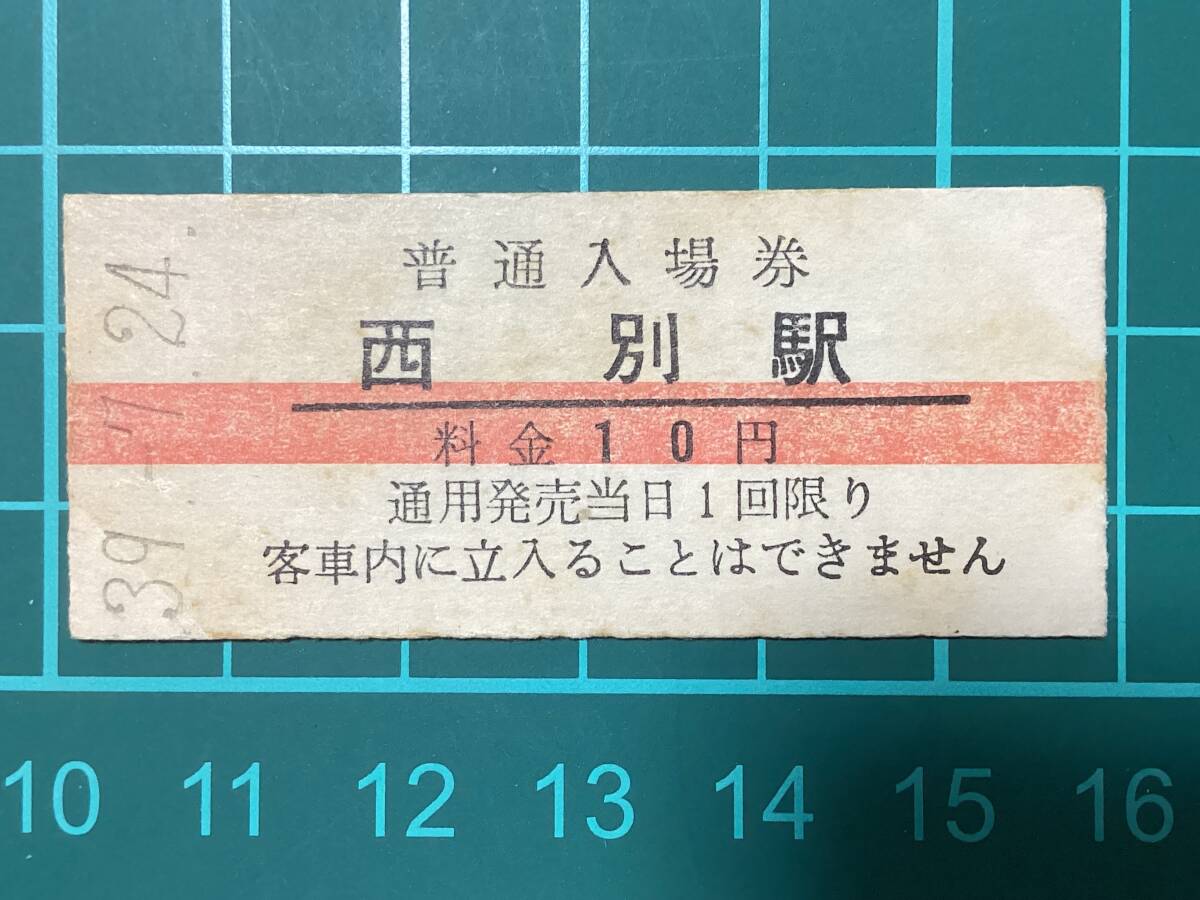 普通入場券
西別駅
料金10円
通用発売当日1回限り
客車内に立入ることはできません
39-7.24.
10 11 12 13 14 15 16